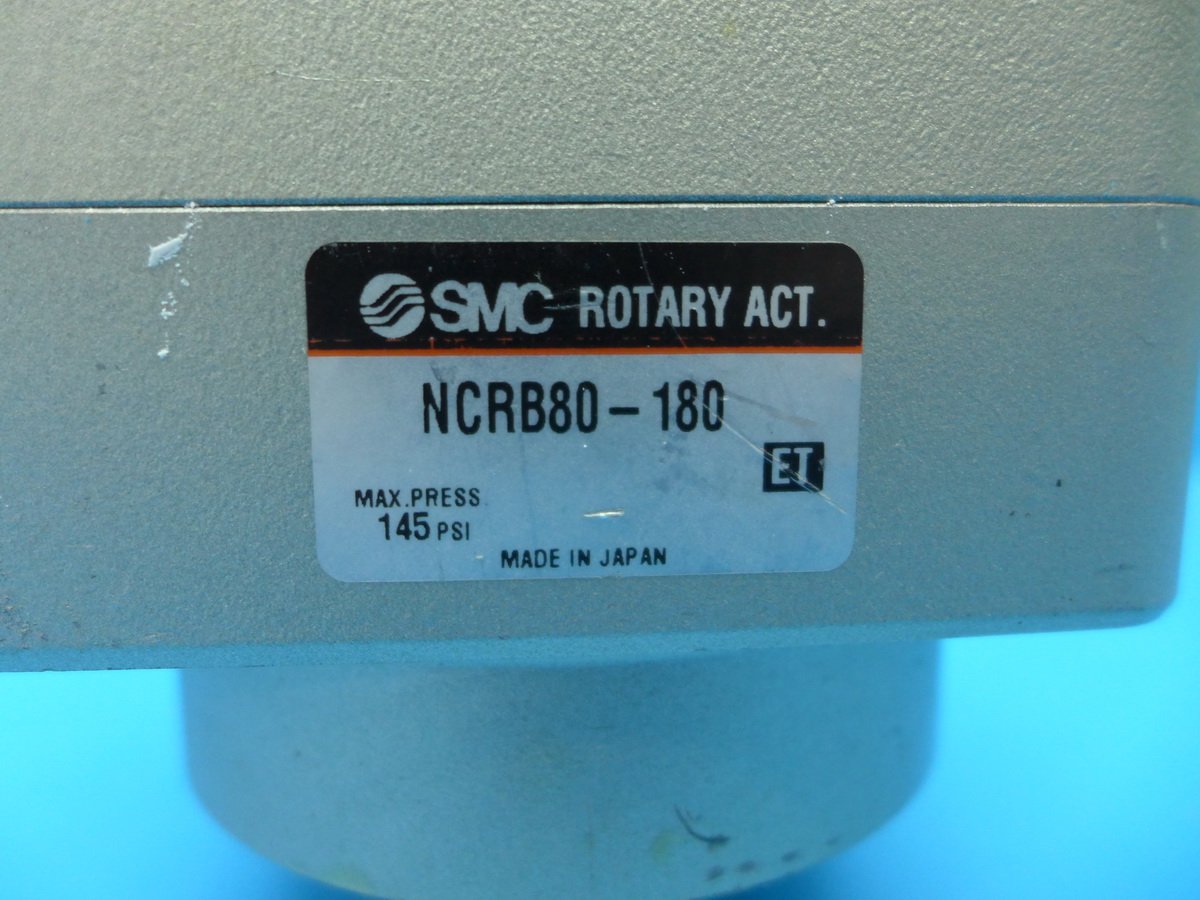 SMC ROTARY ACT.
NCRB80-180
ET
MAX.PRESS
145 PSI
MADE IN JAPAN